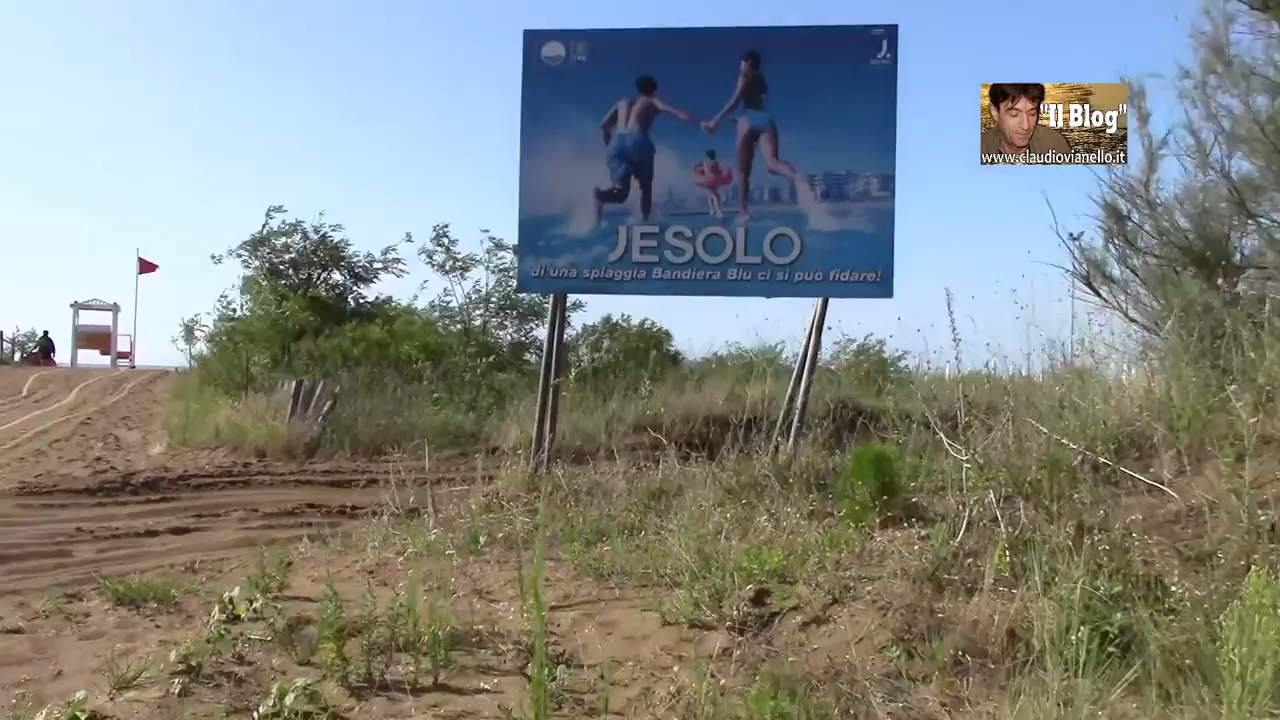 J.
JESOLO
di una spiaggia Bandiera Blu ci si può fidare!
"Il Blog"
www.claudiovianello.it